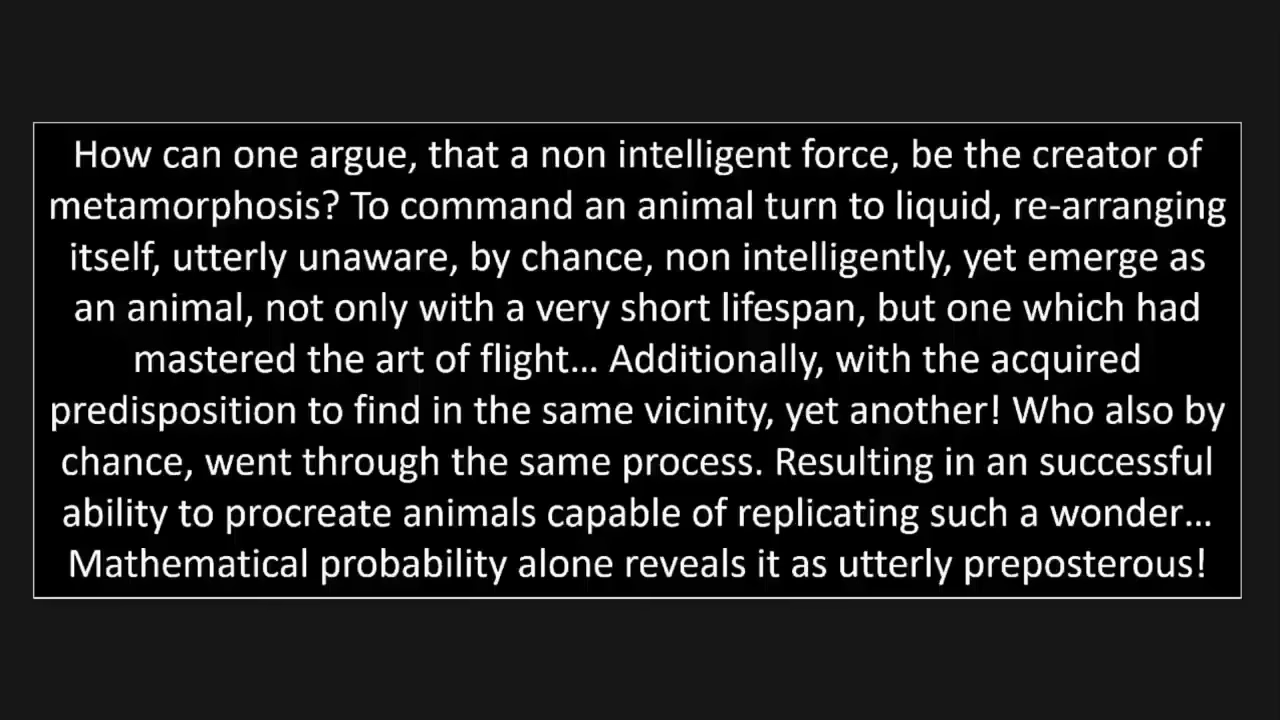 How can one argue, that a non intelligent force, be the creator of
metamorphosis? To command an animal turn to liquid, re-arranging
itself, utterly unaware, by chance, non intelligently, yet emerge as
an animal, not only with a very short lifespan, but one which had
mastered the art of flight... Additionally, with the acquired
predisposition to find in the same vicinity, yet another! Who also by
chance, went through the same process. Resulting in an successful
ability to procreate animals capable of replicating such a wonder...
Mathematical probability alone reveals it as utterly preposterous!